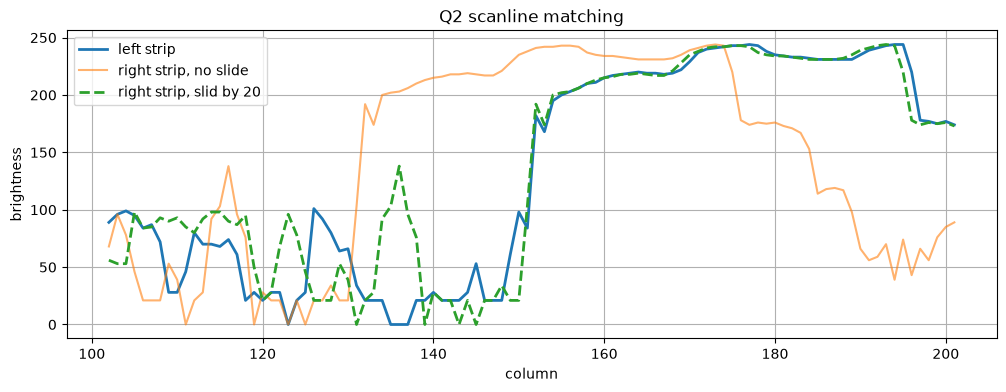 Q2 scanline matching
250
200
150
100
50
0
brightness
left strip
right strip, no slide
right strip, slid by 20
100
120
140
160
180
200
column